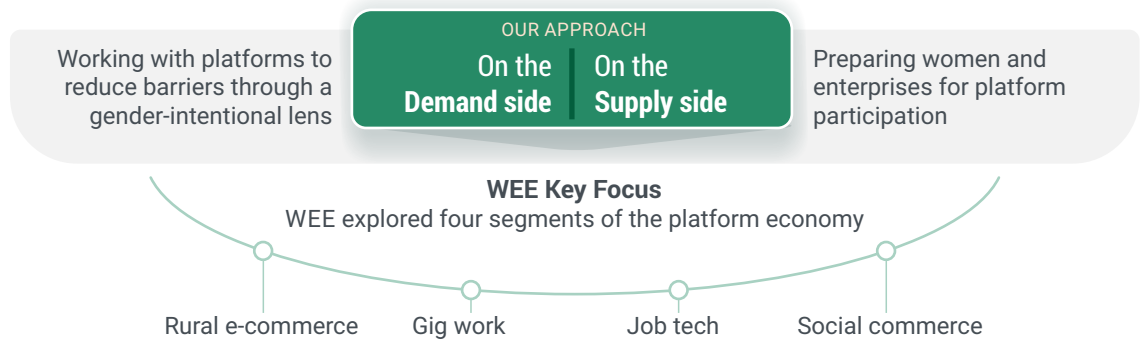 OUR APPROACH
Working with platforms to
reduce barriers through a
gender-intentional lens
On the
Demand side
On the
Supply side
Preparing women and
enterprises for platform
participation
WEE Key Focus
WEE explored four segments of the platform economy
Rural e-commerce
Gig work
Job tech
Social commerce